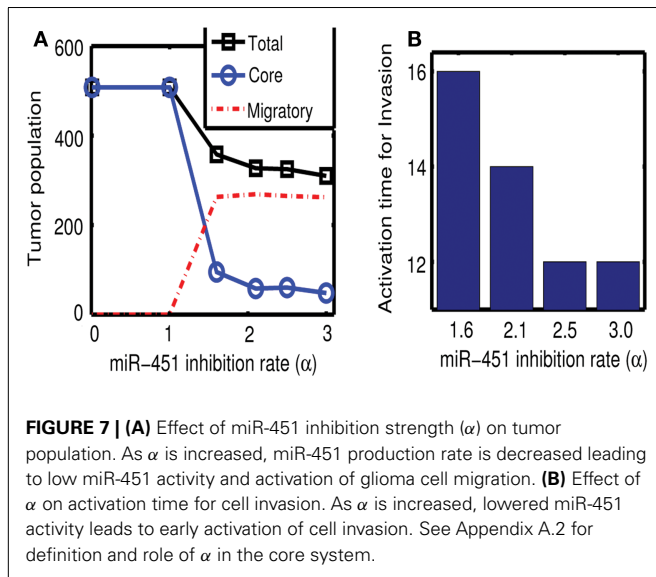 A
600
400
200
0
0
1
2
3
Tumor population
miR−451 inhibition rate (α)
Total
Core
Migratory
B
16
14
12
1.6
2.1
2.5
3.0
Activation time for Invasion
miR−451 inhibition rate (α)
FIGURE 7 | (A) Effect of miR-451 inhibition strength (α) on tumor
population. As α is increased, miR-451 production rate is decreased leading
to low miR-451 activity and activation of glioma cell migration. (B) Effect of
α on activation time for cell invasion. As α is increased, lowered miR-451
activity leads to early activation of cell invasion. See Appendix A.2 for
definition and role of α in the core system.